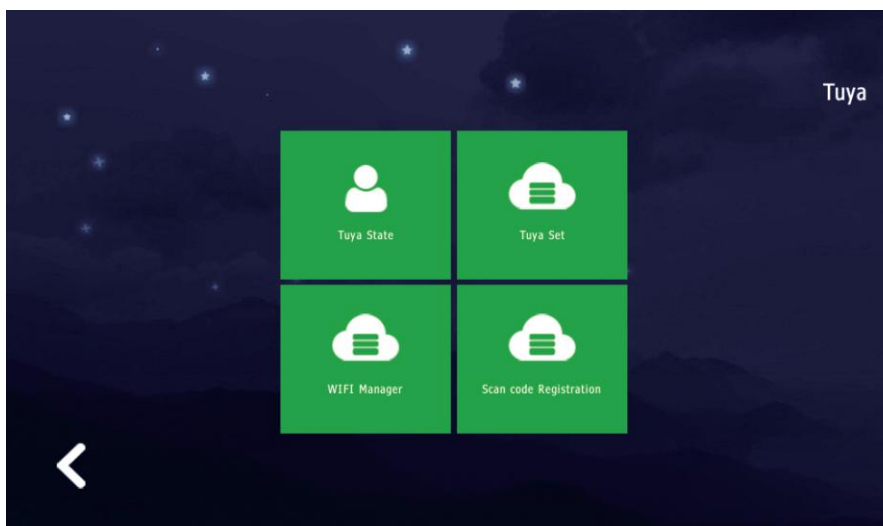 Tuya
Tuya State
Tuya Set
WIFI Manager
Scan code Registration